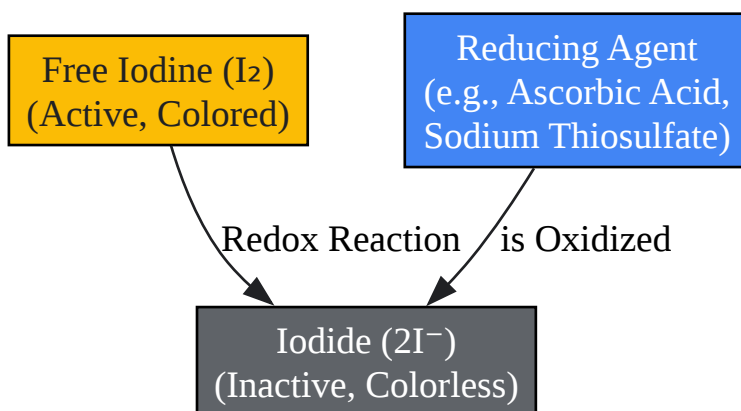 Free Iodine (I₂)
(Active, Colored)
Reducing Agent
(e.g., Ascorbic Acid,
Sodium Thiosulfate)
Redox Reaction
is Oxidized
Iodide (2I⁻)
(Inactive, Colorless)